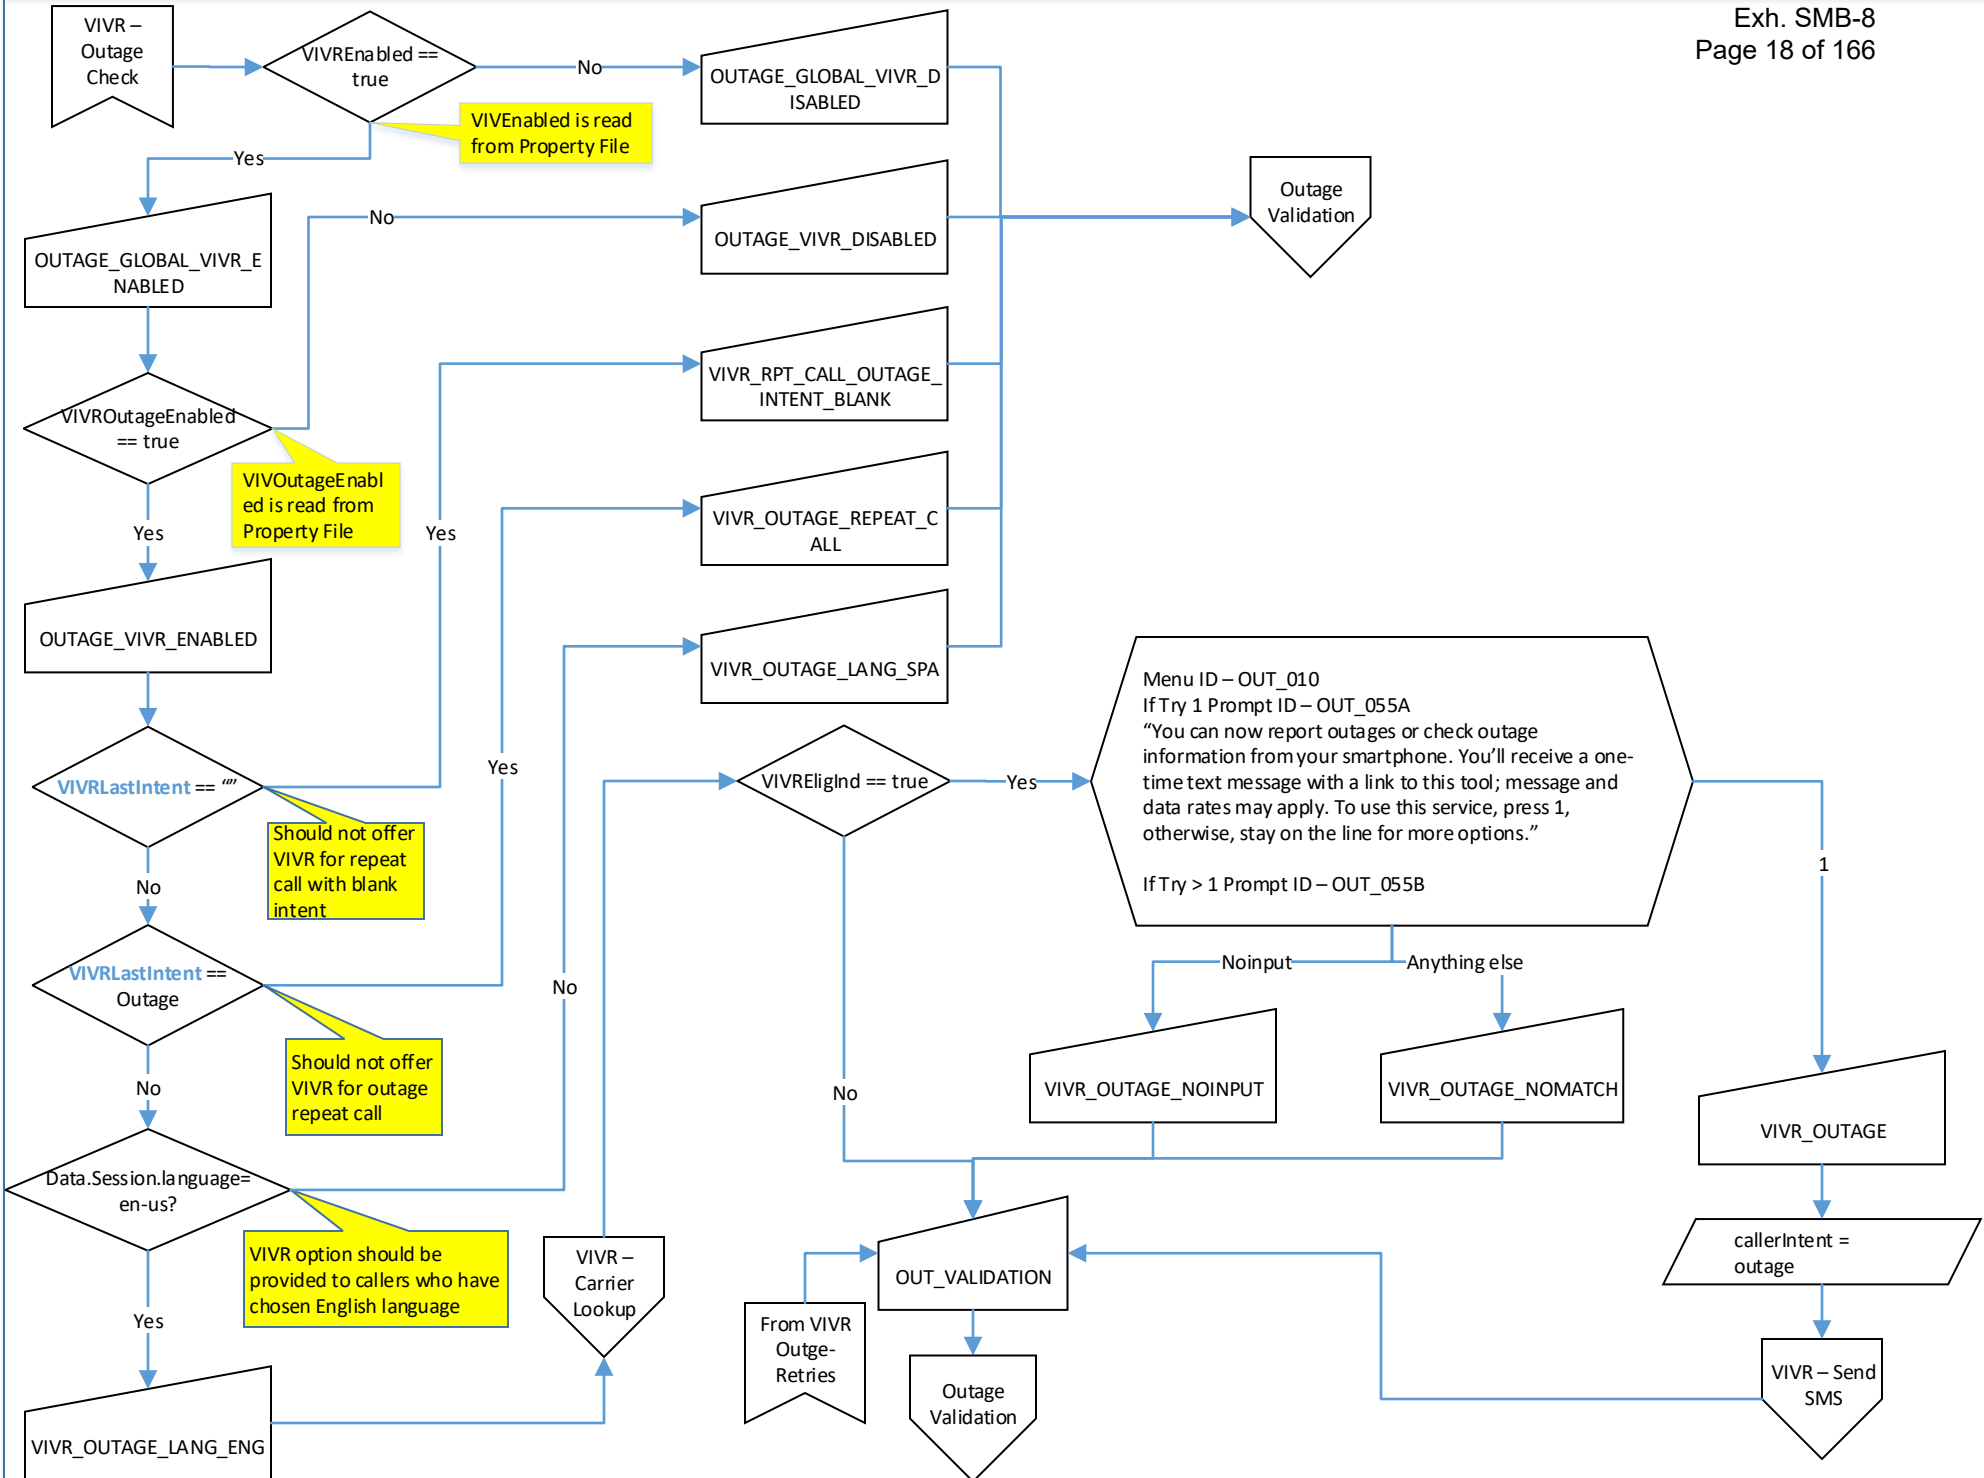 Exh. SMB-8
Page 18 of 166
VIVR –
Outage
Check
VIVREnabled ==
true
No
OUTAGE_GLOBAL_VIVR_D
ISABLED
VIVEnabled is read
from Property File
Yes
OUTAGE_GLOBAL_VIVR_E
NABLED
No
OUTAGE_VIVR_DISABLED
Outage
Validation
VIVROutageEnabled
== true
VIVOutageEnabl
ed is read from
Property File
Yes
Yes
VIVR_RPT_CALL_OUTAGE_
INTENT_BLANK
VIVR_OUTAGE_REPEAT_C
ALL
OUTAGE_VIVR_ENABLED
VIVR_OUTAGE_LANG_SPA
VIVRLastIntent == “”
Should not offer
VIVR for repeat
call with blank
intent
Yes
No
VIVRLastIntent ==
Outage
Should not offer
VIVR for outage
repeat call
No
No
Data.Session.language=
en-us?
VIVR option should be
provided to callers who have
chosen English language
Yes
VIVR_OUTAGE_LANG_ENG
VIVR –
Carrier
Lookup
VIVREligInd == true
Yes
No
Menu ID – OUT_010
If Try 1 Prompt ID – OUT_055A
“You can now report outages or check outage
information from your smartphone. You’ll receive a one-
time text message with a link to this tool; message and
data rates may apply. To use this service, press 1,
otherwise, stay on the line for more options.”
If Try > 1 Prompt ID – OUT_055B
1
Noinput
Anything else
VIVR_OUTAGE_NOINPUT
VIVR_OUTAGE_NOMATCH
VIVR_OUTAGE
callerIntent =
outage
VIVR – Send
SMS
OUT_VALIDATION
From VIVR
Outge-
Retries
Outage
Validation